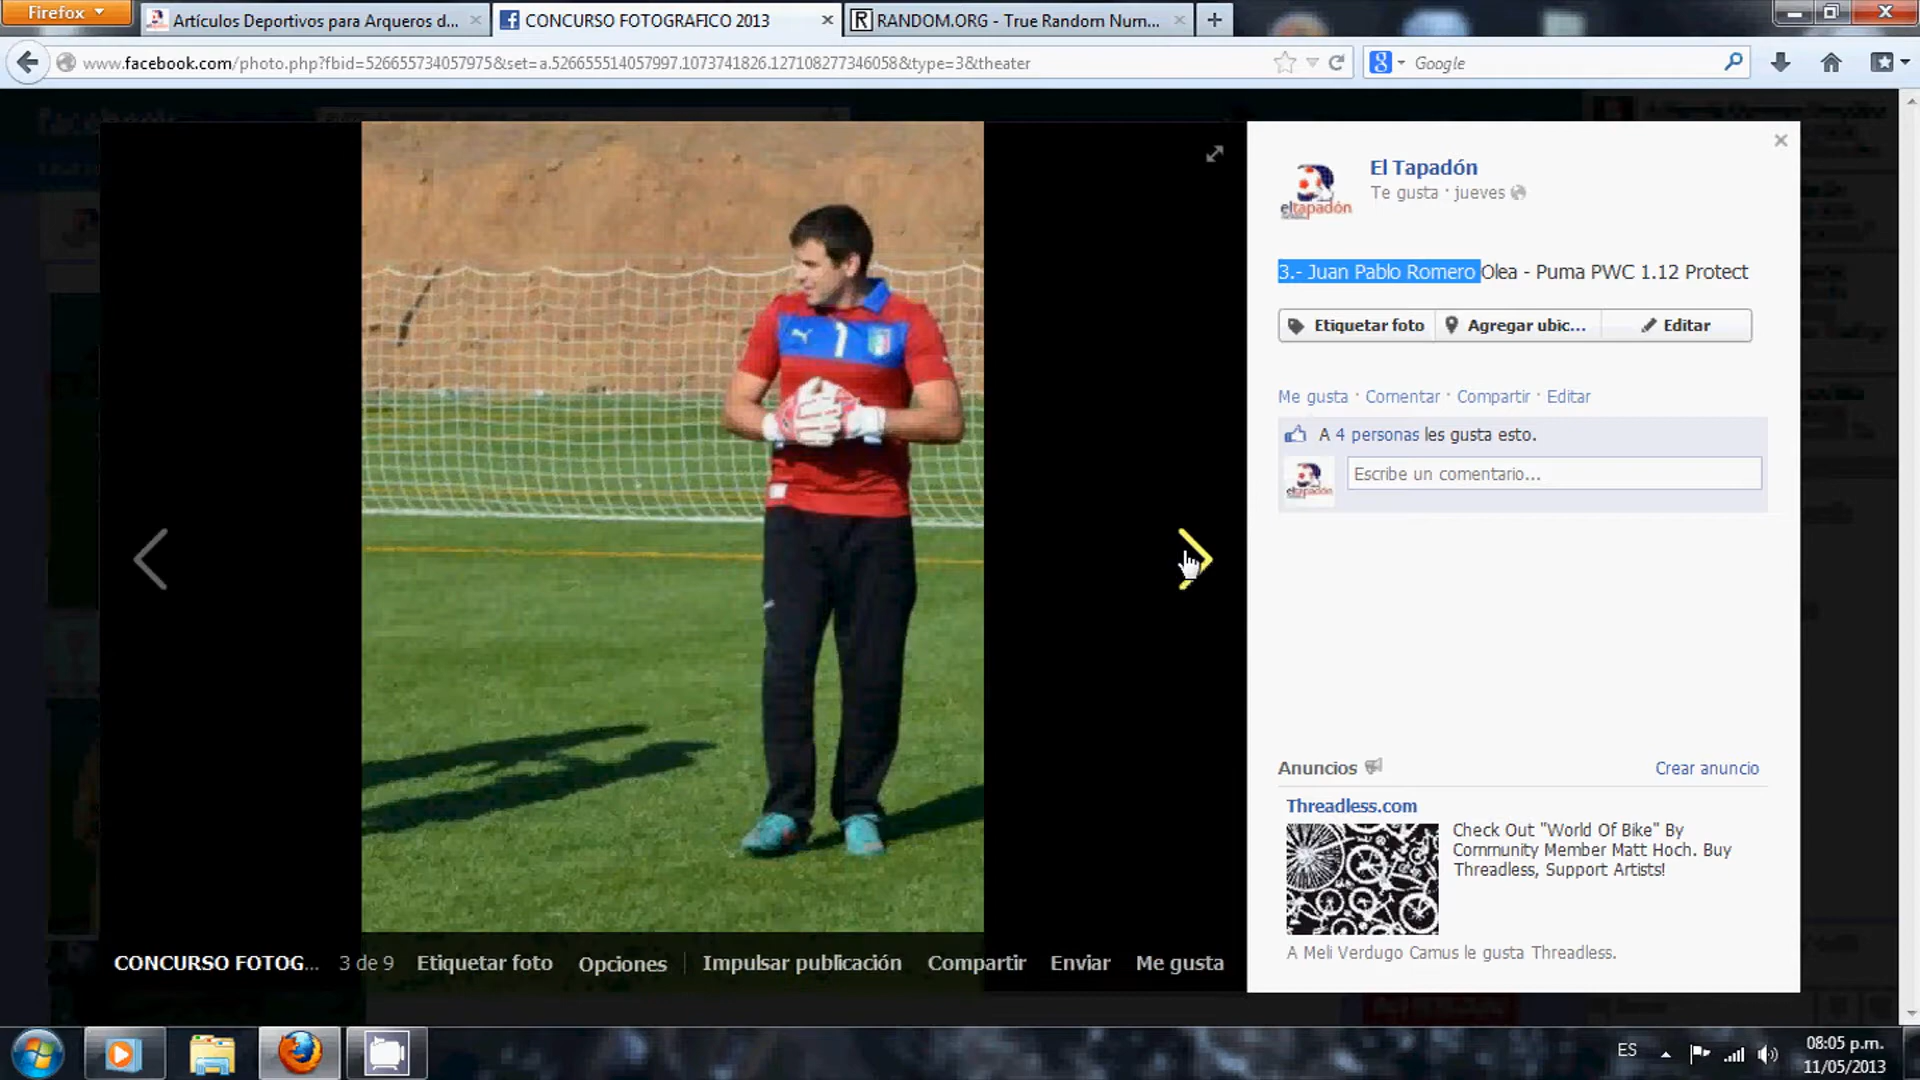 Firefox
Artículos Deportivos para Arqueros d...
CONCURSO FOTOGRAFICO 2013
RANDOM.ORG - True Random Num...
www.facebook.com/photo.php?fbid=526655734057975&set=a.526655514057997.1073741826.127108277346058&type=3&theater
Google
El Tapadón
Te gusta · jueves
eltapadón
3.- Juan Pablo Romero Olea - Puma PWC 1.12 Protect
Etiquetar foto
Agregar ubic...
Editar
Me gusta · Comentar · Compartir · Editar
A 4 personas les gusta esto.
eltapadón
Escribe un comentario...
1
Anuncios
Crear anuncio
Threadless.com
Check Out "World Of Bike" By
Community Member Matt Hoch. Buy
Threadless, Support Artists!
A Meli Verdugo Camus le gusta Threadless.
CONCURSO FOTOG... 3 de 9 Etiquetar foto Opciones Impulsar publicación Compartir Enviar Me gusta
ES
08:05 p.m.
11/05/2013